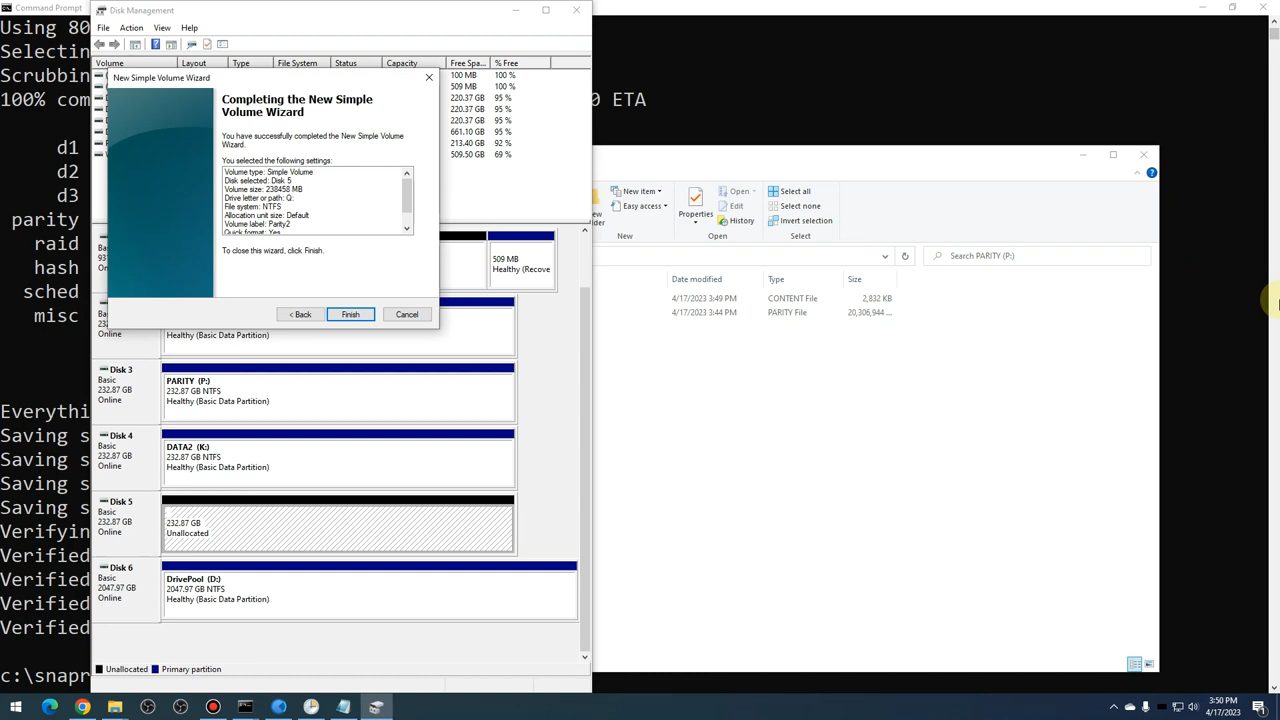 Command Prompt
Using 80
Selecting
Scrubbin
100% com
0 ETA
d1
d2
d3
parity
raid
hash
sched
misc
Everythi
Saving s
Saving s
Saving s
Saving s
Verifyin
Verified
Verified
Verified
Verified
c:\snapr
Disk Management
File Action View Help
Volume Layout Type File System Status Capacity Free Spa... % Free
100 MB 100 %
509 MB 100 %
220.37 GB 95 %
220.37 GB 95 %
220.37 GB 95 %
661.10 GB 92 %
213.40 GB 92 %
509.50 GB 69 %
New Simple Volume Wizard
Completing the New Simple
Volume Wizard
You have successfully completed the New Simple Volume
Wizard.
You selected the following settings:
Volume type: Simple Volume
Disk selected: Disk 5
Volume size: 238458 MB
Drive letter or path: Q:
File system: NTFS
Allocation unit size: Default
Volume label: Parity2
Quick format: Yes
To close this wizard, click Finish.
< Back Finish Cancel
509 MB
Healthy (Recove
Online
Healthy (Basic Data Partition)
Disk 3
Basic
232.87 GB
Online
PARITY (P:)
232.87 GB NTFS
Healthy (Basic Data Partition)
Disk 4
Basic
232.87 GB
Online
DATA2 (K:)
232.87 GB NTFS
Healthy (Basic Data Partition)
Disk 5
Basic
232.87 GB
Online
232.87 GB
Unallocated
Disk 6
Basic
2047.97 GB
Online
DrivePool (D:)
2047.97 GB NTFS
Healthy (Basic Data Partition)
Unallocated Primary partition
New item
Easy access
New
Properties
Open
Edit
History
Open
Select all
Select none
Invert selection
Select
Search PARITY (P:)
Date modified Type Size
4/17/2023 3:49 PM CONTENT File 2,832 KB
4/17/2023 3:44 PM PARITY File 20,306,944 ...
3:50 PM
4/17/2023